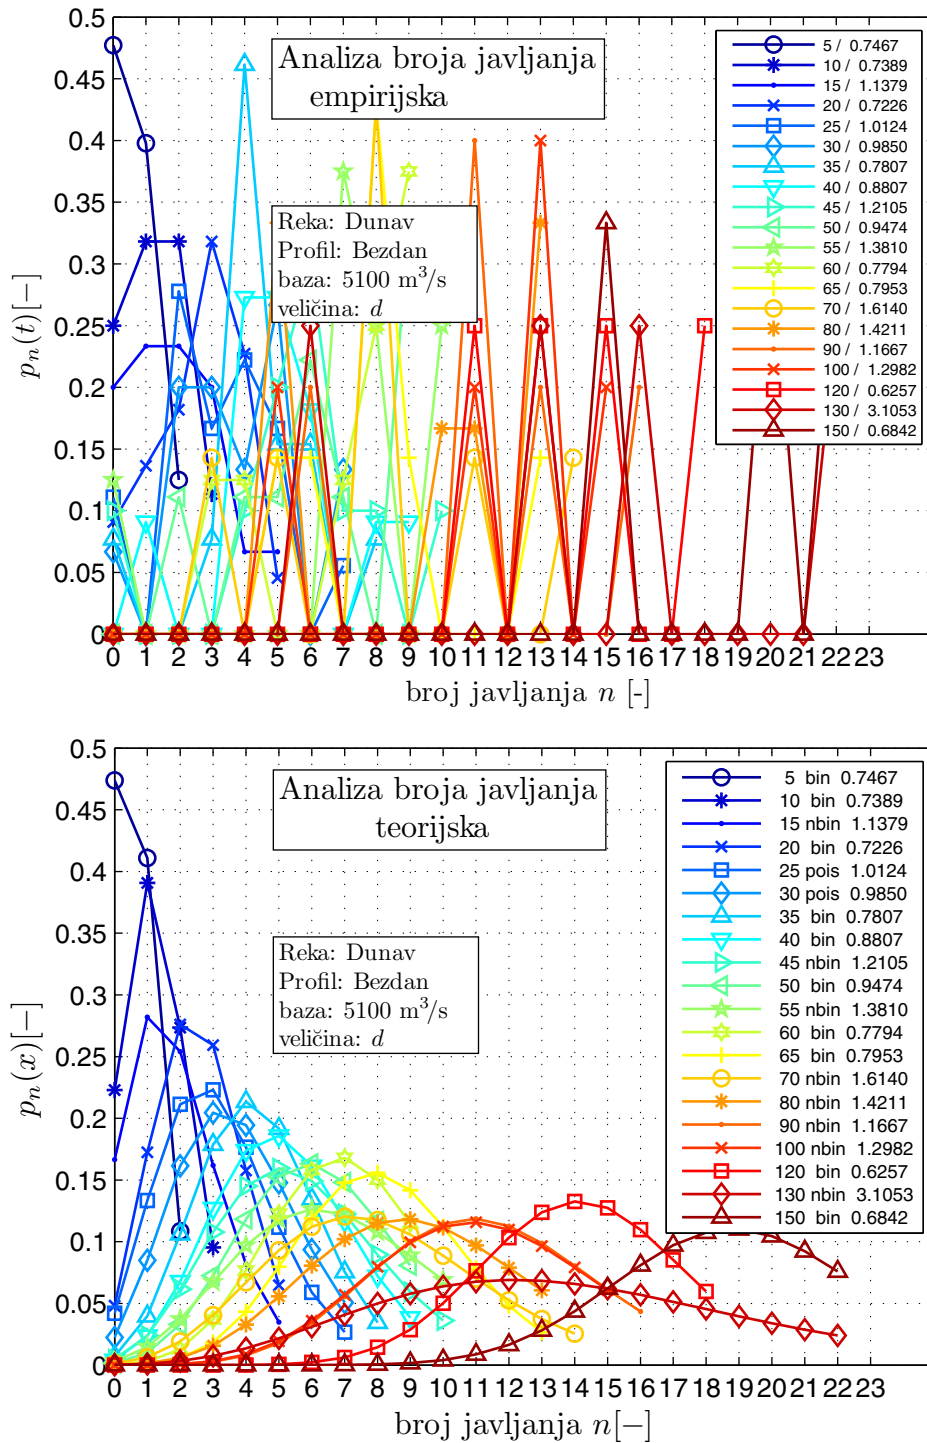 Analiza broja javljanja
empirijska
Reka: Dunav
Profil: Bezdan
baza: 5100 m³/s
veličina: d
5 / 0.7467
10 / 0.7389
15 / 1.1379
20 / 0.7226
25 / 1.0124
30 / 0.9850
35 / 0.7807
40 / 0.8807
45 / 1.2105
50 / 0.9474
55 / 1.3810
60 / 0.7794
65 / 0.7953
70 / 1.6140
80 / 1.4211
90 / 1.1667
100 / 1.2982
120 / 0.6257
130 / 3.1053
150 / 0.6842
0.5
0.45
0.4
0.35
0.3
0.25
0.2
0.15
0.1
0.05
0
pₙ(t)[−]
0 1 2 3 4 5 6 7 8 9 10 11 12 13 14 15 16 17 18 19 20 21 22 23
broj javljanja n [-]
Analiza broja javljanja
teorijska
Reka: Dunav
Profil: Bezdan
baza: 5100 m³/s
veličina: d
5 bin 0.7467
10 bin 0.7389
15 nbin 1.1379
20 bin 0.7226
25 pois 1.0124
30 pois 0.9850
35 bin 0.7807
40 bin 0.8807
45 nbin 1.2105
50 bin 0.9474
55 nbin 1.3810
60 bin 0.7794
65 bin 0.7953
70 nbin 1.6140
80 nbin 1.4211
90 nbin 1.1667
100 nbin 1.2982
120 bin 0.6257
130 nbin 3.1053
150 bin 0.6842
0.5
0.45
0.4
0.35
0.3
0.25
0.2
0.15
0.1
0.05
0
pₙ(x)[−]
0 1 2 3 4 5 6 7 8 9 10 11 12 13 14 15 16 17 18 19 20 21 22 23
broj javljanja n[−]